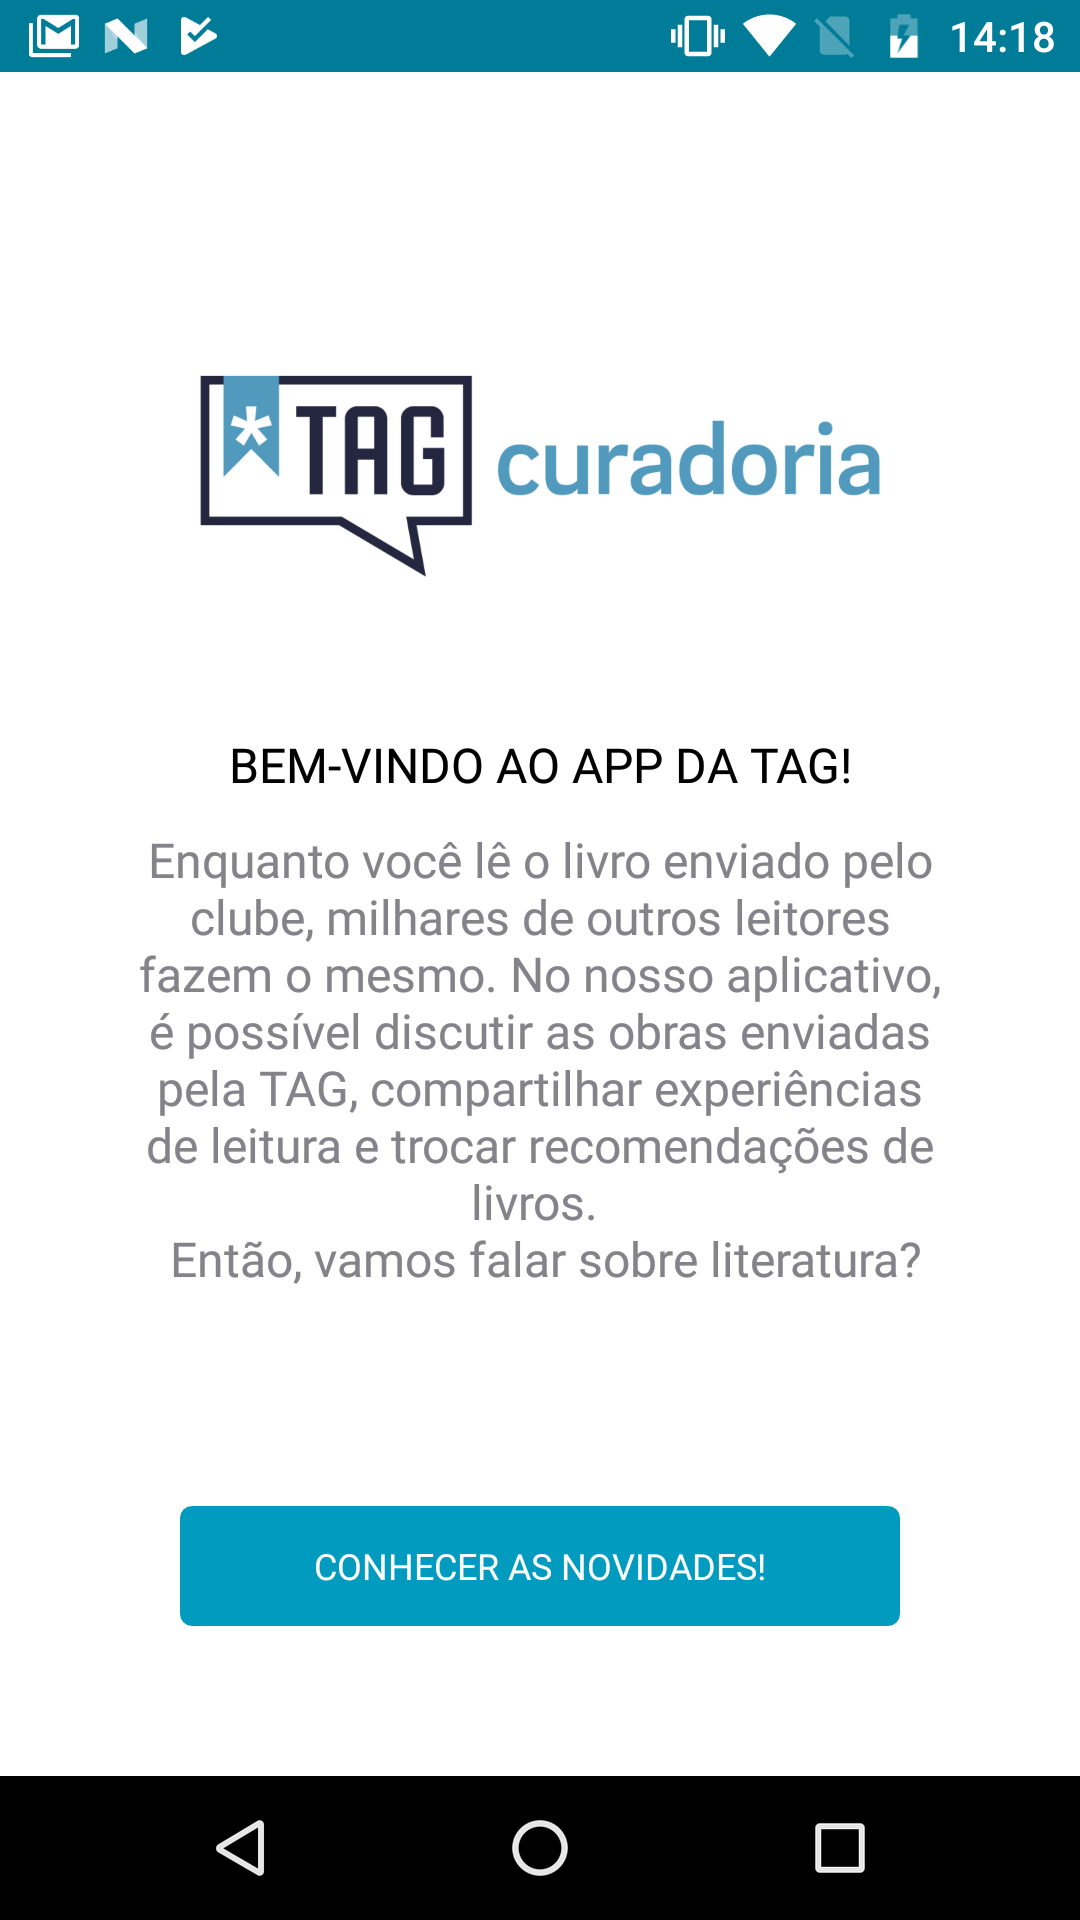 14:18
* TAG curadoria
BEM-VINDO AO APP DA TAG!
Enquanto você lê o livro enviado pelo
clube, milhares de outros leitores
fazem o mesmo. No nosso aplicativo,
é possível discutir as obras enviadas
pela TAG, compartilhar experiências
de leitura e trocar recomendações de
livros.
Então, vamos falar sobre literatura?
CONHECER AS NOVIDADES!